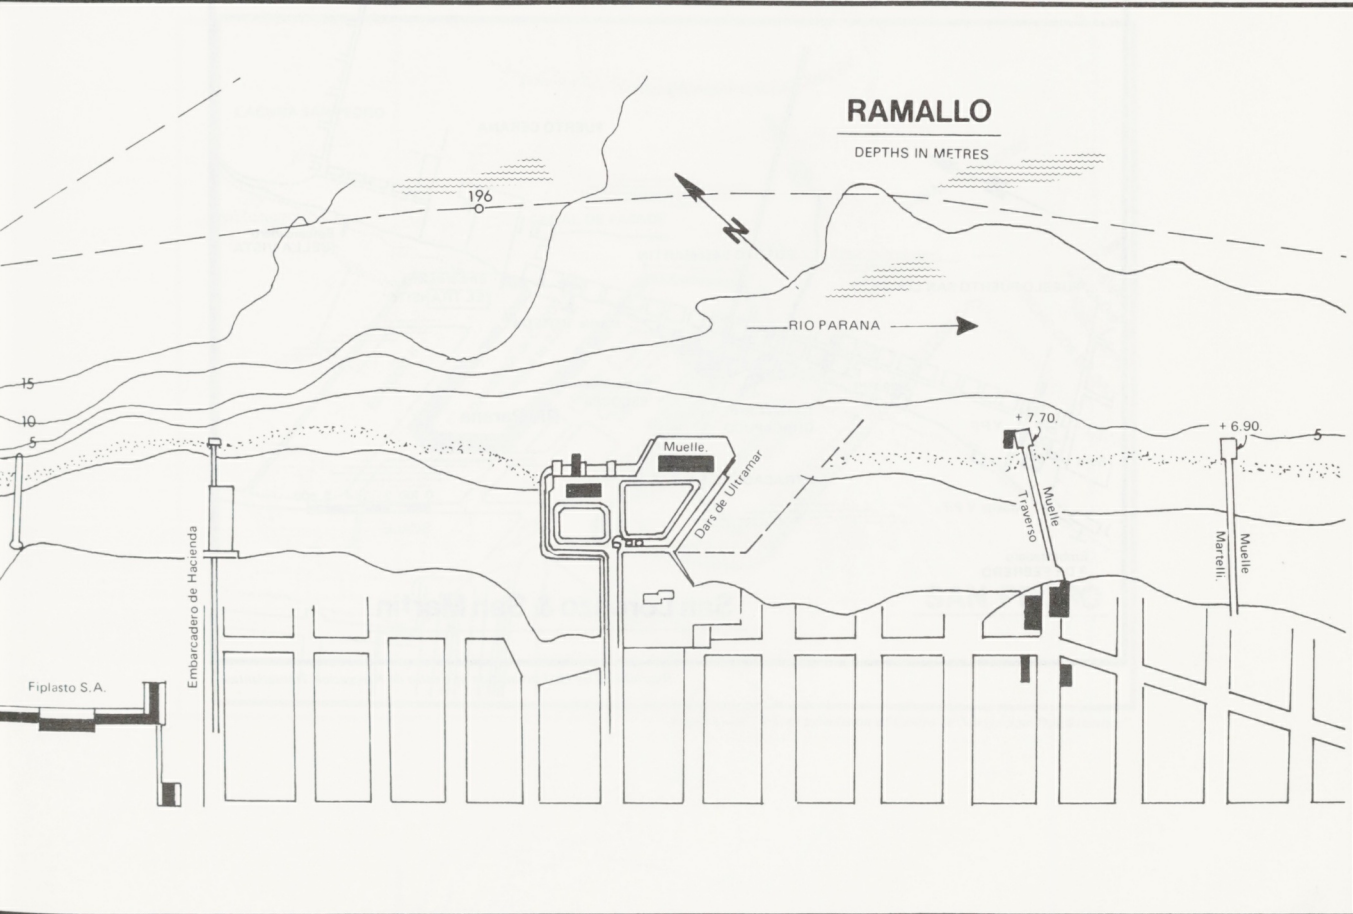 RAMALLO
DEPTHS IN METRES
196
N
RIO PARANA
15
10
5
+ 7.70.
+ 6.90.
5
Muelle.
Dars de Ultramar
Muelle
Traverso
Muelle
Martelli.
Embarcadero de Hacienda
Fiplasto S.A.